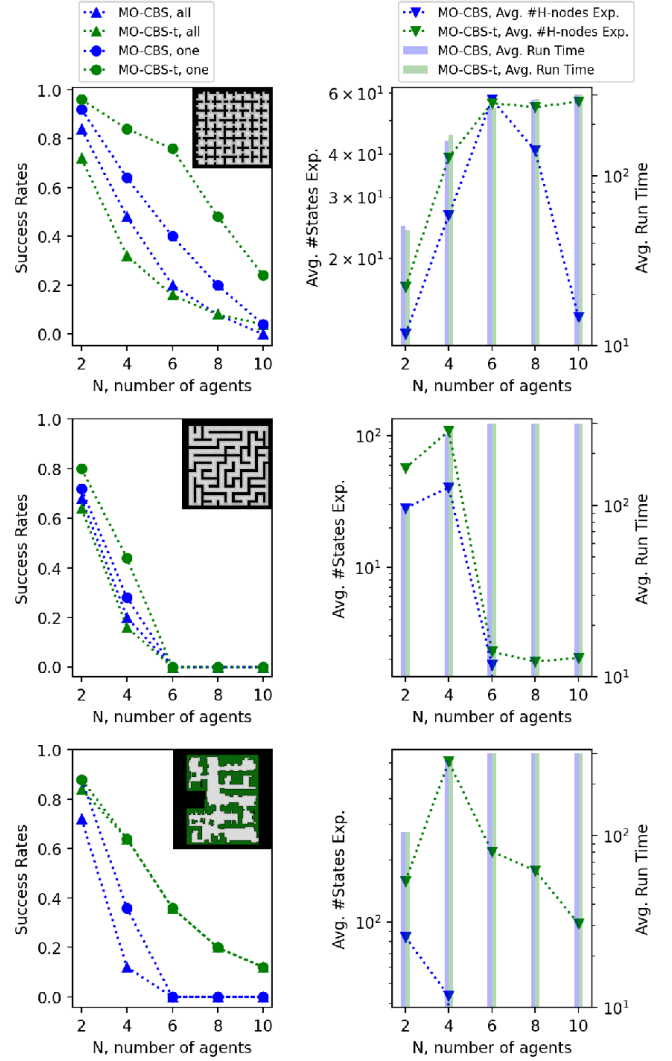 MO-CBS, all
MO-CBS-t, all
MO-CBS, one
MO-CBS-t, one
MO-CBS, Avg. #H-nodes Exp.
MO-CBS-t, Avg. #H-nodes Exp.
MO-CBS, Avg. Run Time
MO-CBS-t, Avg. Run Time
Success Rates
1.0
0.8
0.6
0.4
0.2
0.0
2 4 6 8 10
N, number of agents
Avg. #States Exp.
6 × 10¹
4 × 10¹
3 × 10¹
2 × 10¹
2 4 6 8 10
N, number of agents
10²
10¹
Avg. Run Time
Success Rates
1.0
0.8
0.6
0.4
0.2
0.0
2 4 6 8 10
N, number of agents
Avg. #States Exp.
10²
10¹
2 4 6 8 10
N, number of agents
10²
10¹
Avg. Run Time
Success Rates
1.0
0.8
0.6
0.4
0.2
0.0
2 4 6 8 10
N, number of agents
Avg. #States Exp.
10²
2 4 6 8 10
N, number of agents
10²
10¹
Avg. Run Time